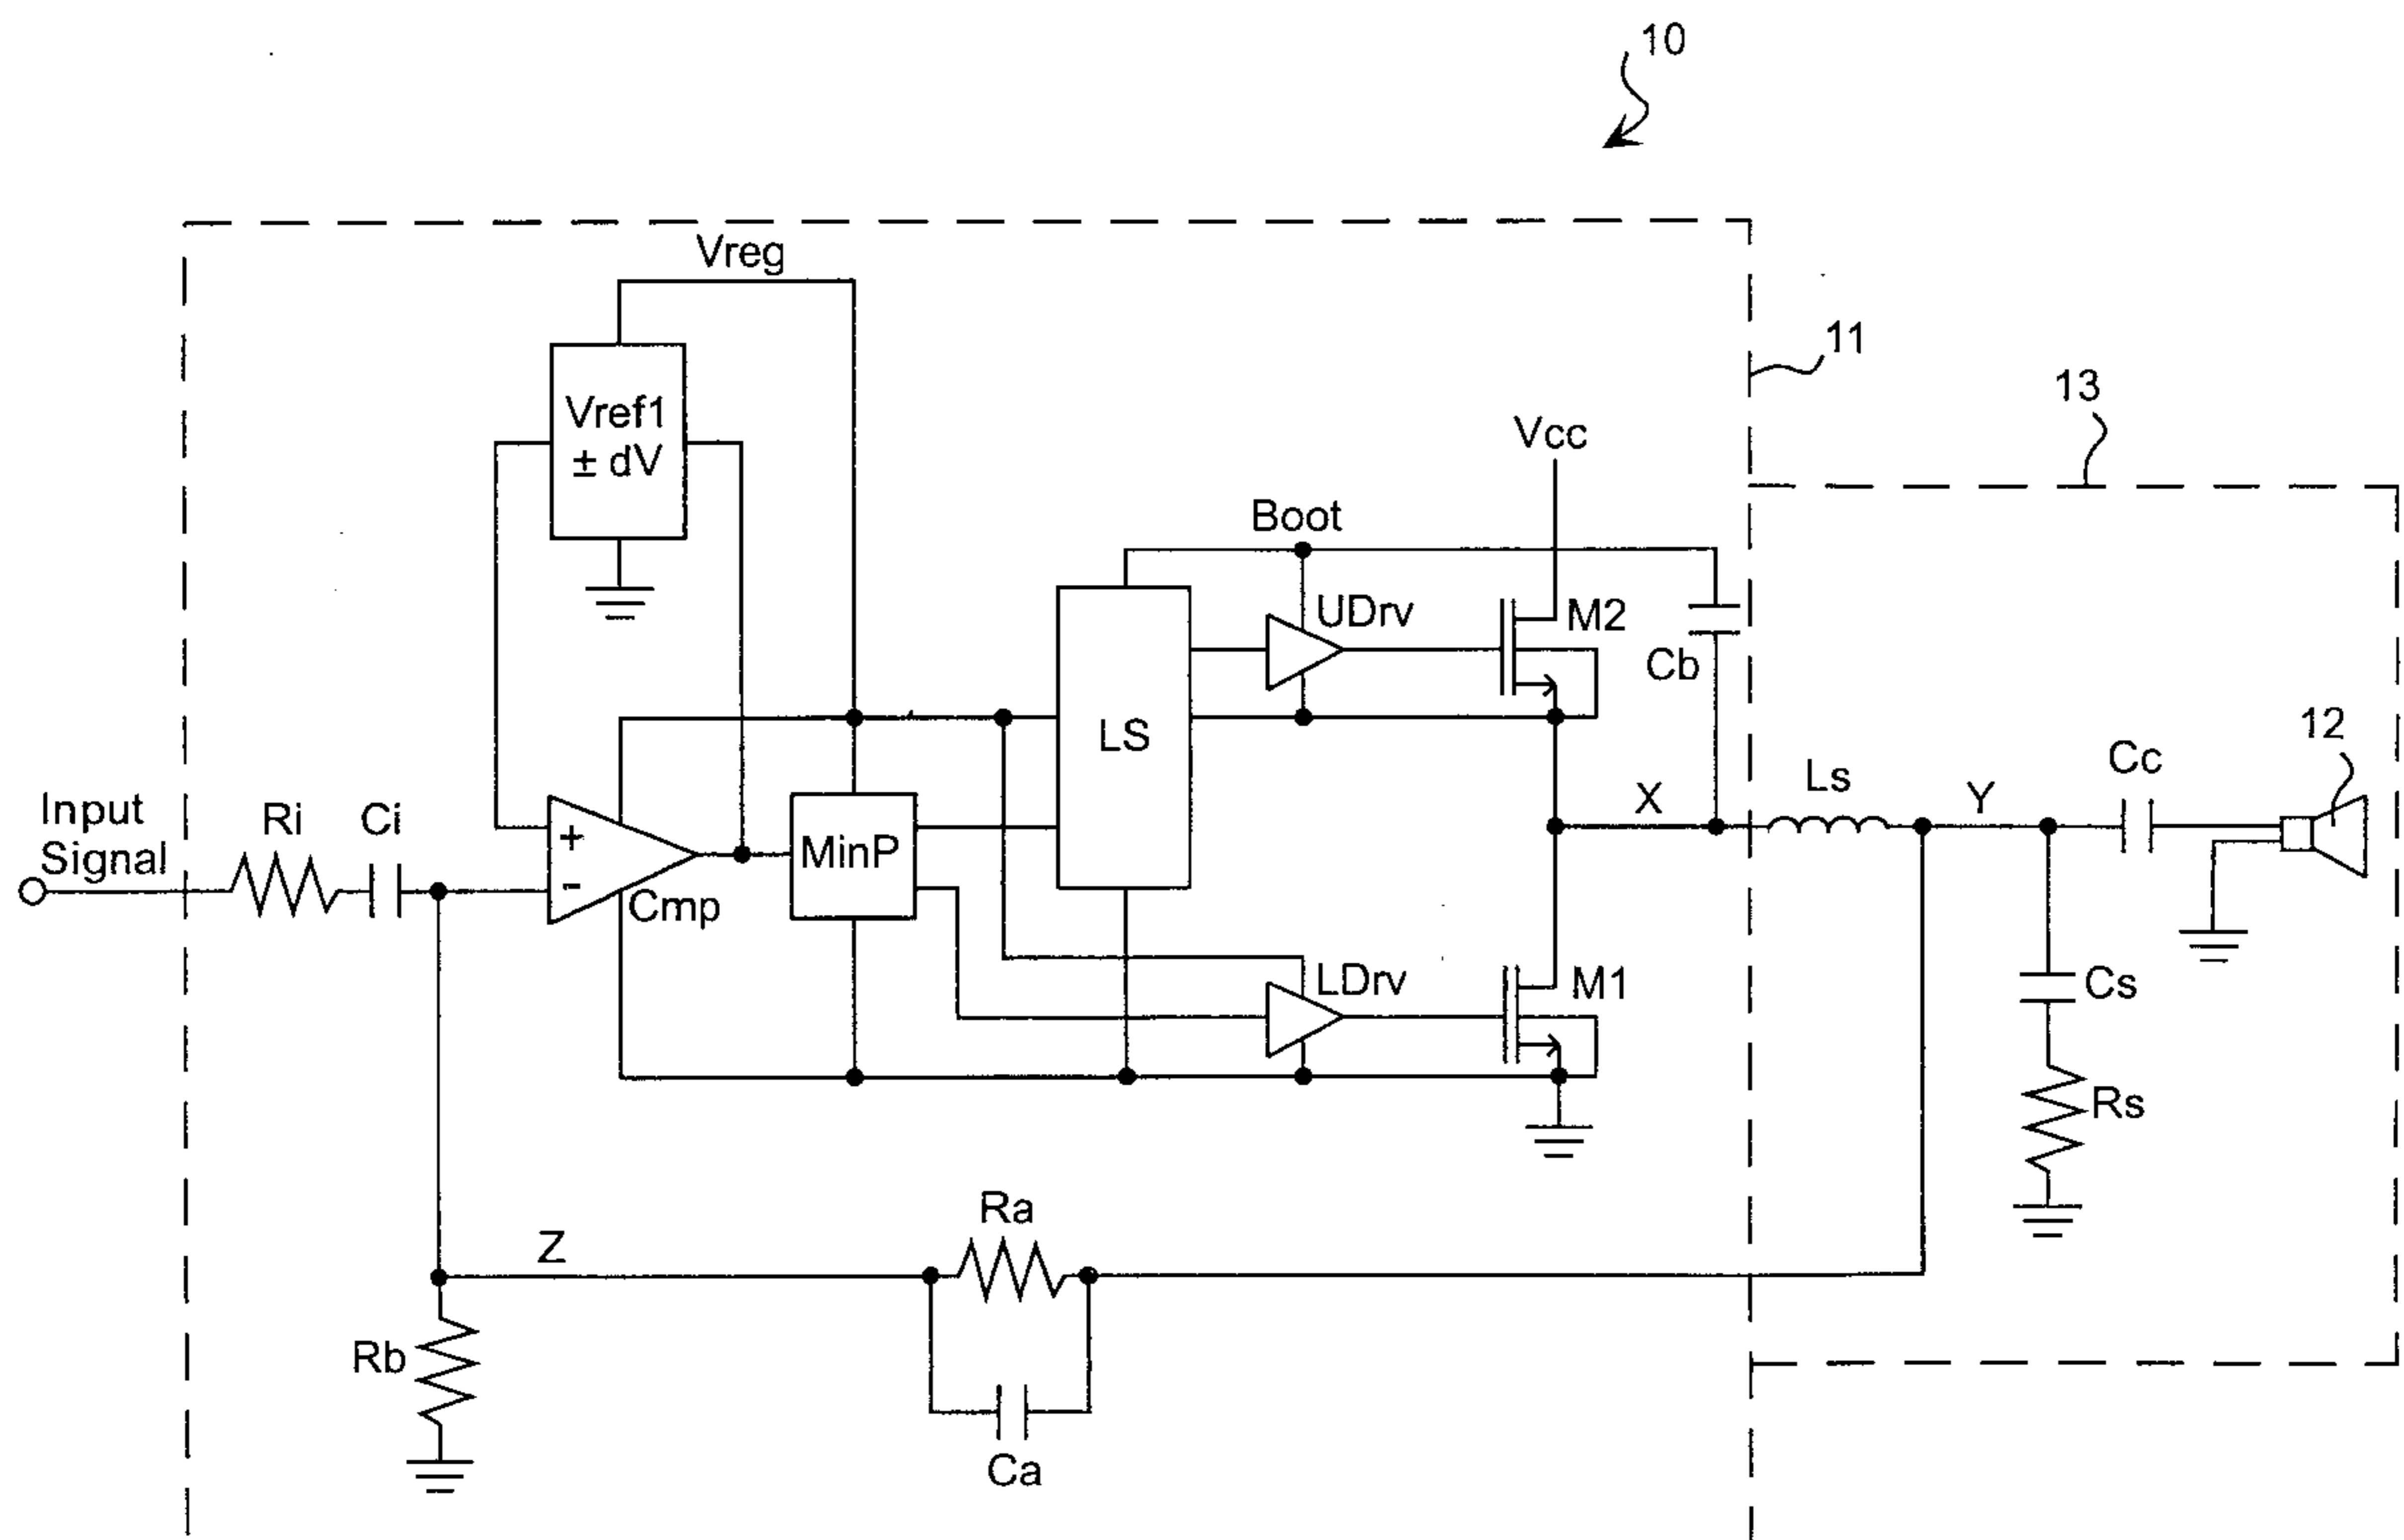 10
Vreg
11
Vref1
± dV
13
Vcc
Boot
UDrv
M2
Cb
LS
12
Cc
Input
Signal
Ri
Ci
+
-
Cmp
MinP
X
Ls
Y
LDrv
M1
Cs
Rs
Ra
Z
Rb
Ca